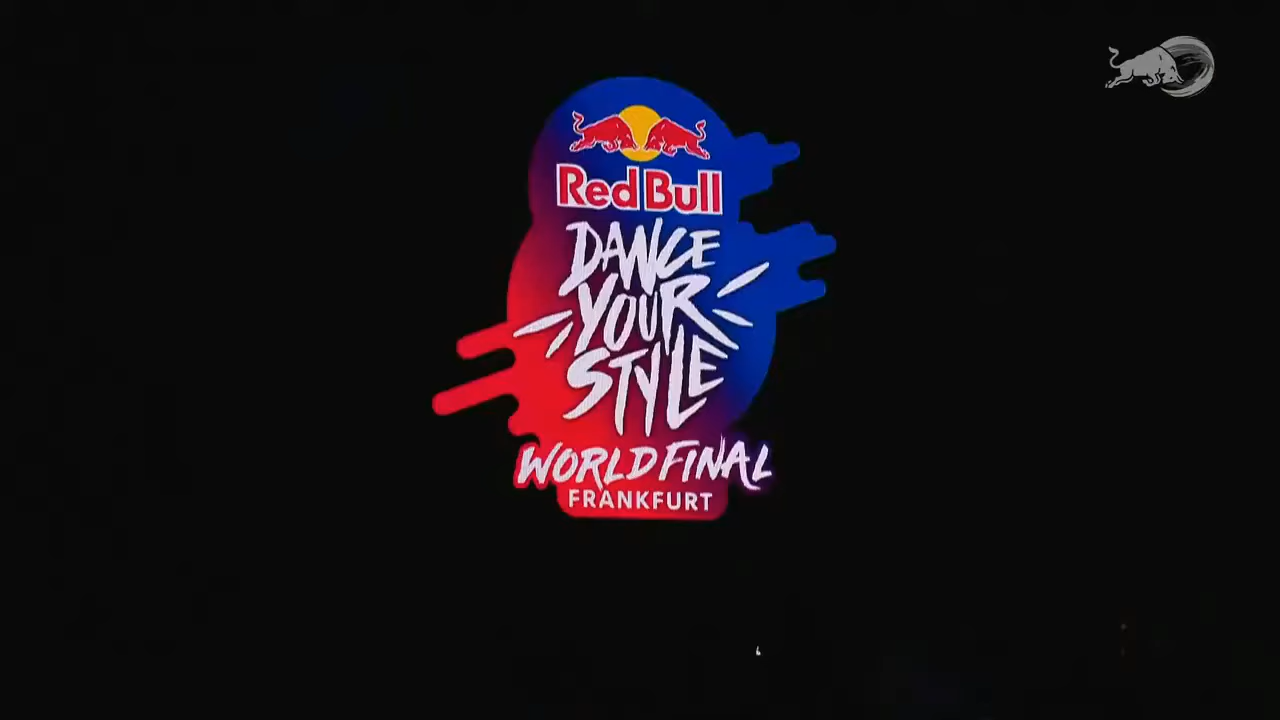 Red Bull
DANCE
YOUR
STYLE
WORLD FINAL
FRANKFURT